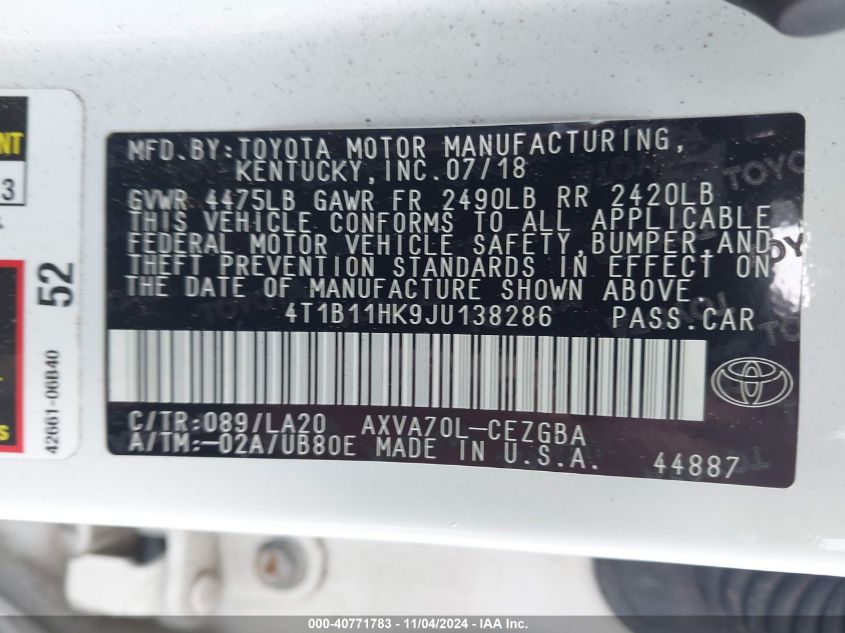 MFD.BY:TOYOTA MOTOR MANUFACTURING,
KENTUCKY,INC.07/18
GVWR 4475LB GAWR FR 2490LB RR 2420LB
THIS VEHICLE CONFORMS TO ALL APPLICABLE
FEDERAL MOTOR VEHICLE SAFETY,BUMPER,AND
THEFT PREVENTION STANDARDS IN EFFECT ON
THE DATE OF MANUFACTURE SHOWN ABOVE.
4T1B11HK9JU138286 PASS.CAR
C/TR:089/LA20 AXVA70L-CEZGBA
A/TM:-02A/UB80E MADE IN U.S.A. 44887
52
42661-06B40
3
000-40771783 - 11/04/2024 - IAA Inc.